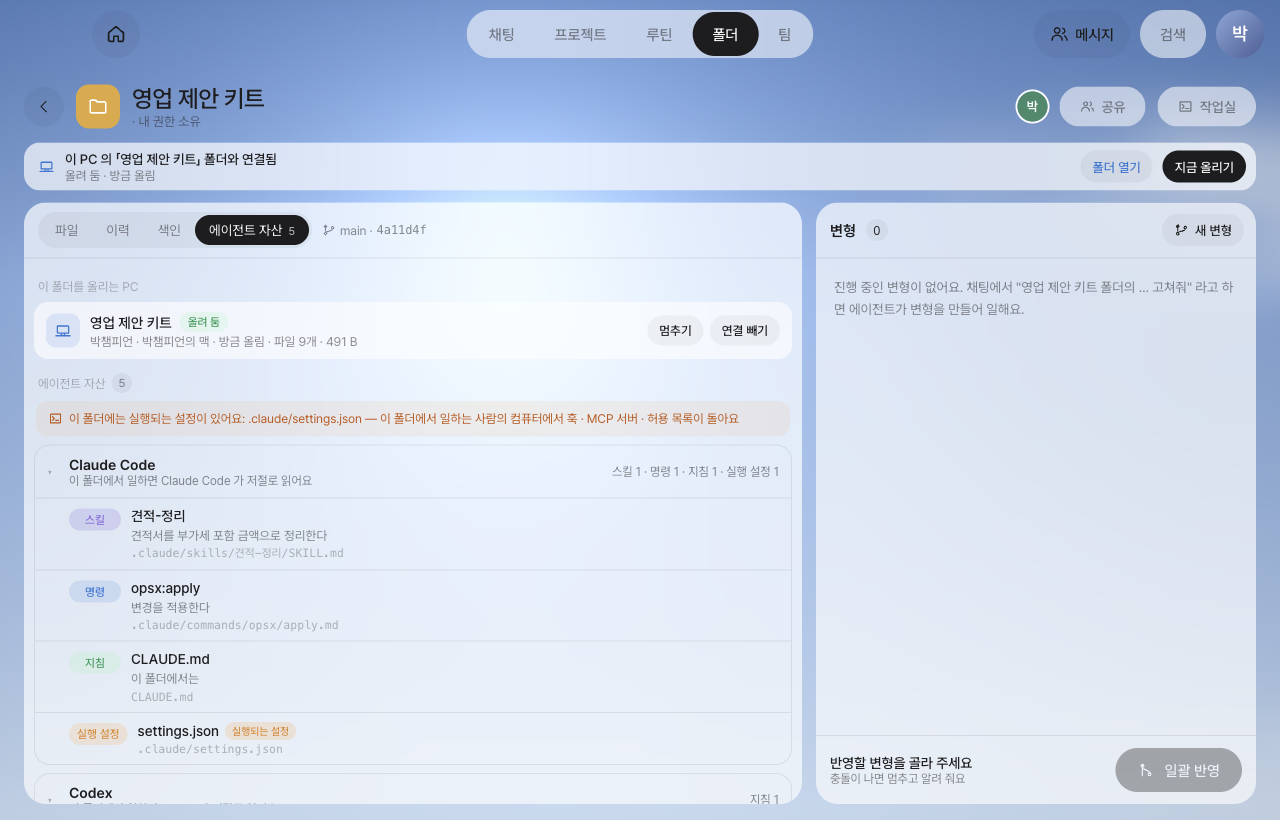 채팅 프로젝트 루틴 폴더 팀
메시지 검색 박
영업 제안 키트
· 내 권한 소유
박 공유 작업실
이 PC 의 「영업 제안 키트」 폴더와 연결됨
올려 둠 · 방금 올림
폴더 열기 지금 올리기
파일 이력 색인 에이전트 자산 5 main · 4a11d4f
이 폴더를 올리는 PC
영업 제안 키트 올려 둠
박챔피언 · 박챔피언의 맥 · 방금 올림 · 파일 9개 · 491 B
멈추기 연결 빼기
에이전트 자산 5
이 폴더에는 실행되는 설정이 있어요: .claude/settings.json — 이 폴더에서 일하는 사람의 컴퓨터에서 훅 · MCP 서버 · 허용 목록이 돌아요
Claude Code
이 폴더에서 일하면 Claude Code 가 저절로 읽어요
스킬 1 · 명령 1 · 지침 1 · 실행 설정 1
스킬 견적-정리
견적서를 부가세 포함 금액으로 정리한다
.claude/skills/견적-정리/SKILL.md
명령 opsx:apply
변경을 적용한다
.claude/commands/opsx/apply.md
지침 CLAUDE.md
이 폴더에서는
CLAUDE.md
실행 설정 settings.json 실행되는 설정
.claude/settings.json
Codex
지침 1
변형 0 새 변형
진행 중인 변형이 없어요. 채팅에서 "영업 제안 키트 폴더의 … 고쳐줘" 라고 하
면 에이전트가 변형을 만들어 일해요.
반영할 변형을 골라 주세요
충돌이 나면 멈추고 알려 줘요
일괄 반영